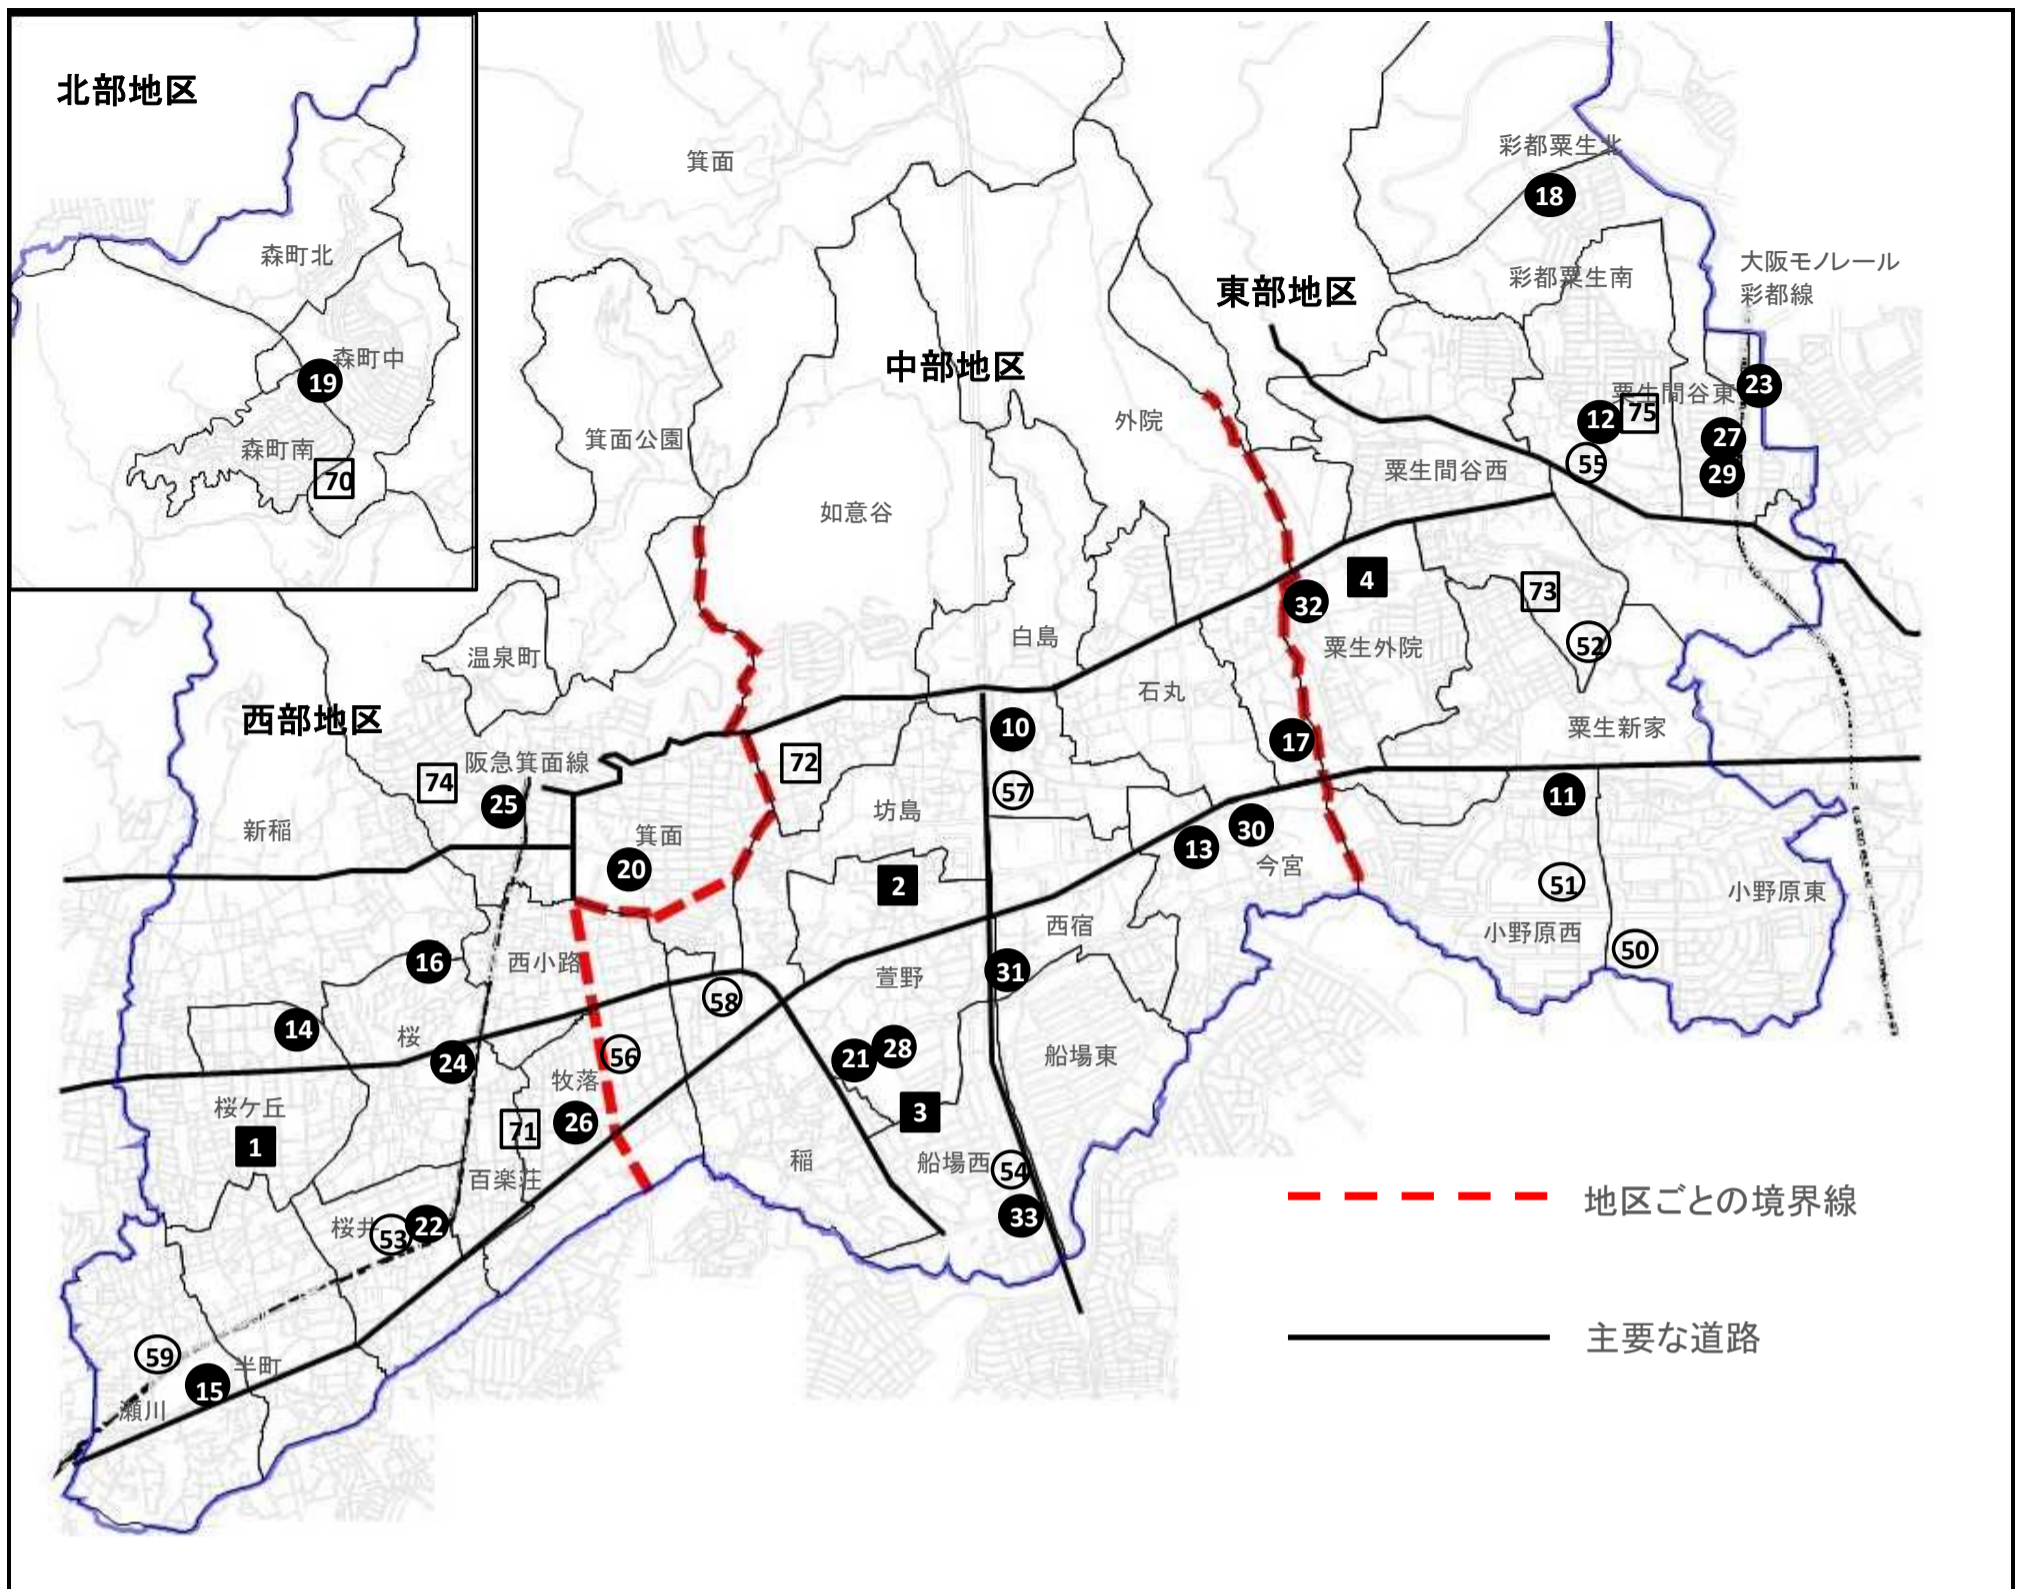 北部地区
箕面
彩都粟生北
18
森町北
大阪モノレール
彩都線
彩都粟生南
東部地区
森町中
19
中部地区
粟生間谷東
23
12
75
外院
箕面公園
27
森町南
70
粟生間谷西
55
29
如意谷
4
73
32
白島
52
温泉町
粟生外院
石丸
西部地区
10
17
粟生新家
阪急箕面線
72
74
25
57
11
新稲
箕面
坊島
30
13
20
今宮
2
51
小野原東
西宿
小野原西
50
16
西小路
31
萱野
58
14
桜
56
21
28
船場東
24
牧落
桜ケ丘
3
26
71
1
稲
船場西
54
百楽荘
地区ごとの境界線
33
桜井
53
22
主要な道路
59
半町
15
瀬川